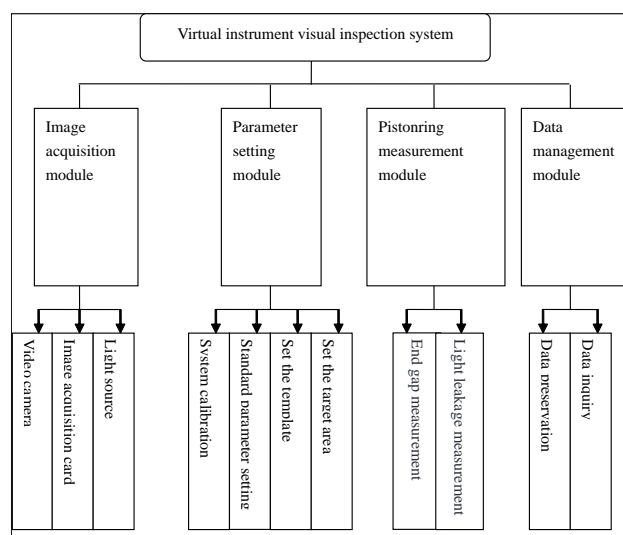 Virtual instrument visual inspection system
Image
acquisition
module
Parameter
setting
module
Pistonring
measurement
module
Data
management
module
Video camera
Image acquisition card
Light source
System calibration
Standard parameter setting
Set the template
Set the target area
End gap measurement
Light leakage measurement
Data preservation
Data inquiry